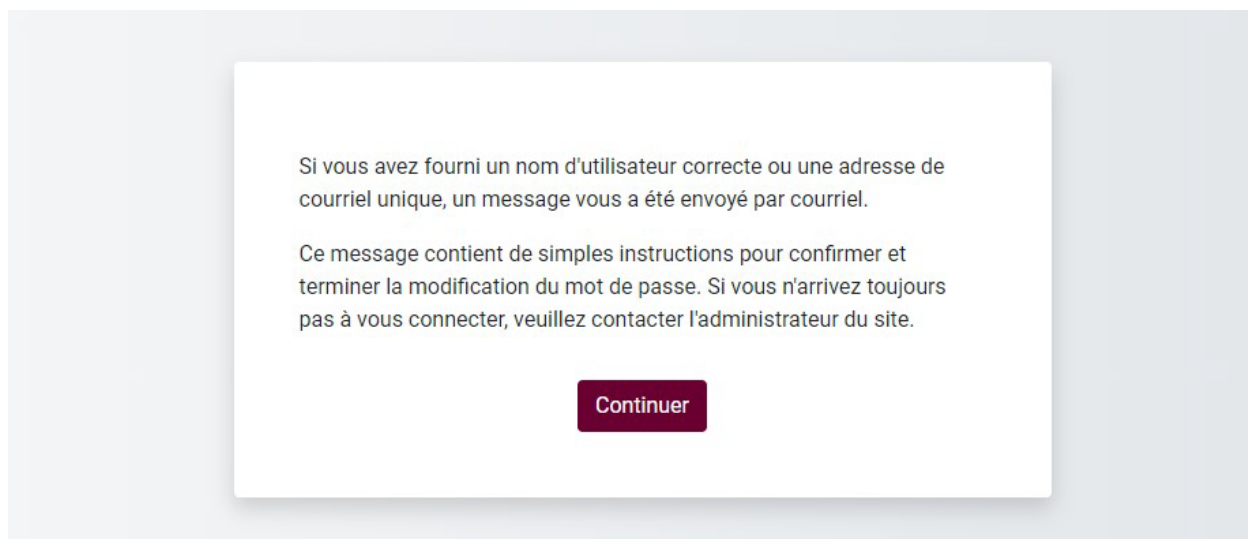 Si vous avez fourni un nom d'utilisateur correcte ou une adresse de
courriel unique, un message vous a été envoyé par courriel.
Ce message contient de simples instructions pour confirmer et
terminer la modification du mot de passe. Si vous n'arrivez toujours
pas à vous connecter, veuillez contacter l'administrateur du site.
Continuer